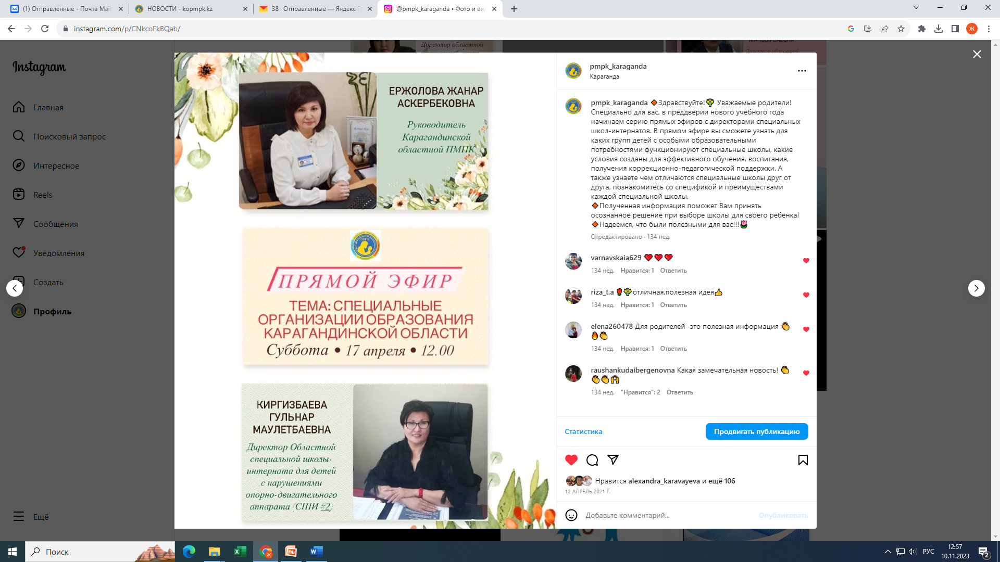 (1) Отправленные - Почта Mail
НОВОСТИ - kopmpk.kz
38 · Отправленные — Яндекс П
@pmpk_karaganda • Фото и ви
instagram.com/p/CNkcoFkBQab/
Ж
Директор областной
Instagram
Главная
Поисковый запрос
Интересное
Reels
Сообщения
Уведомления
Создать
Профиль
Ещё
ЕРЖОЛОВА ЖАНАР
АСКЕРБЕКОВНА
Руководитель
Карагандинской
областной ПМПК
ПРЯМОЙ ЭФИР
ТЕМА: СПЕЦИАЛЬНЫЕ
ОРГАНИЗАЦИИ ОБРАЗОВАНИЯ
КАРАГАНДИНСКОЙ ОБЛАСТИ
Суббота • 17 апреля • 12.00
КИРГИЗБАЕВА
ГУЛЬНАР
МАУЛЕТБАЕВНА
Директор Областной
специальной школы-
интерната для детей
с нарушениями
опорно-двигательного
аппарата (СШИ #2)
pmpk_karaganda
Караганда
pmpk_karaganda 🔸Здравствуйте!💐 Уважаемые родители!
Специально для вас, в преддверии нового учебного года
начинаем серию прямых эфиров с директорами специальных
школ-интернатов. В прямом эфире вы сможете узнать для
каких групп детей с особыми образовательными
потребностями функционируют специальные школы, какие
условия созданы для эффективного обучения, воспитания,
получения коррекционно-педагогической поддержки. А
также узнаете чем отличаются специальные школы друг от
друга, познакомитесь со спецификой и преимуществами
каждой специальной школы.
🔸Полученная информация поможет Вам принять
осознанное решение при выборе школы для своего ребёнка!
🔸Надеемся, что были полезными для вас!!!🌷
Отредактировано · 134 нед.
varnavskaia629 ❤️❤️❤️
134 нед. Нравится: 1 Ответить
riza_t.a 🌹💐отличная,полезная идея👍
134 нед. Нравится: 1 Ответить
elena260478 Для родителей -это полезная информация 👏
🔥👏
134 нед. Нравится: 1 Ответить
raushankudaibergenovna Какая замечательная новость! 👏
👏👏🙌
134 нед. "Нравится": 2 Ответить
Статистика
Продвигать публикацию
Нравится alexandra_karavayeva и ещё 106
12 АПРЕЛЬ 2021 Г.
Добавьте комментарий...
Опубликовать
Поиск
РУС
12:57
10.11.2023
2